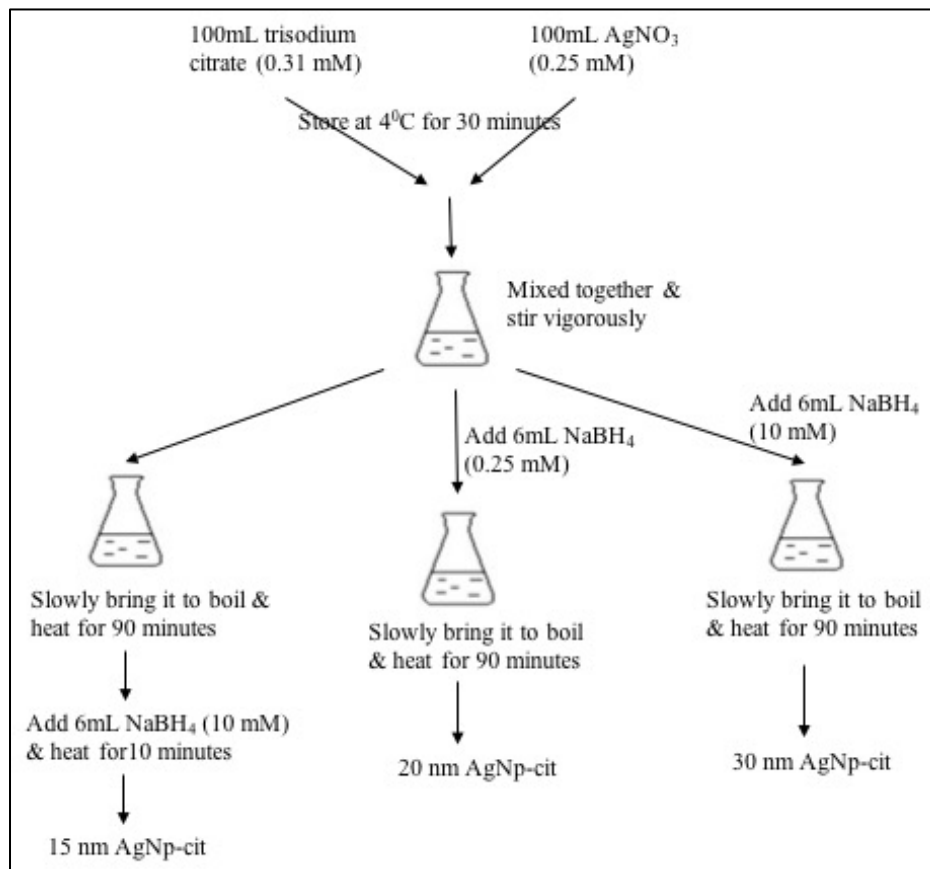 100mL trisodium
citrate (0.31 mM)
100mL AgNO₃
(0.25 mM)
Store at 4⁰C for 30 minutes
Mixed together &
stir vigorously
Add 6mL NaBH₄
(10 mM)
Add 6mL NaBH₄
(0.25 mM)
Slowly bring it to boil &
heat for 90 minutes
Slowly bring it to boil
& heat for 90 minutes
Slowly bring it to boil
& heat for 90 minutes
Add 6mL NaBH₄ (10 mM)
& heat for10 minutes
20 nm AgNp-cit
30 nm AgNp-cit
15 nm AgNp-cit